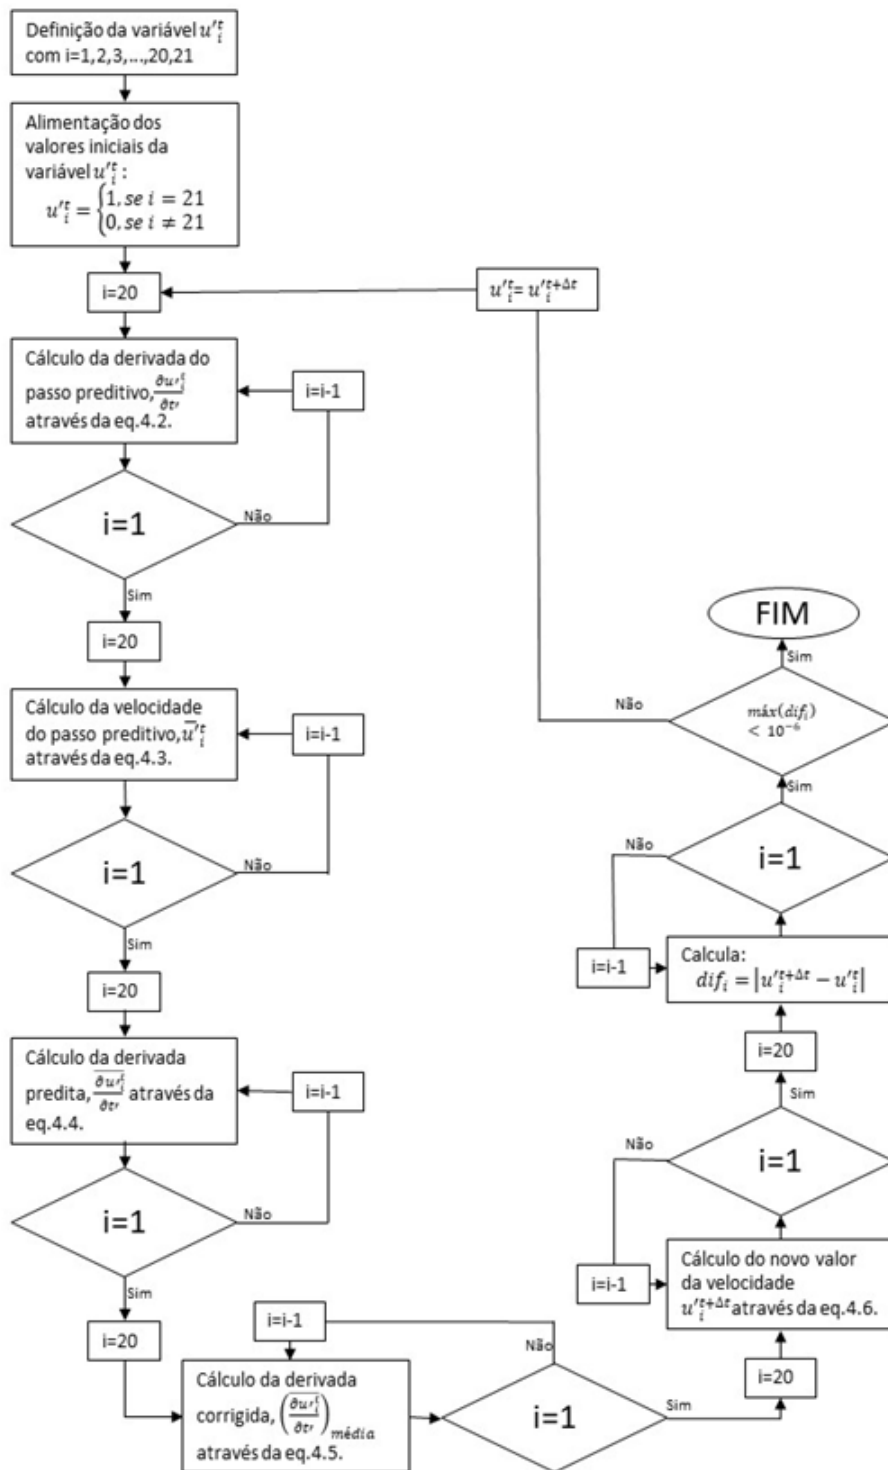 Definição da variável u'ᵢᵗ
com i=1,2,3,...,20,21
Alimentação dos
valores iniciais da
variável u'ᵢᵗ :
u'ᵢᵗ = {1, se i = 21
0, se i ≠ 21
i=20
u'ᵢᵗ= u'ᵢᵗ⁺Δᵗ
Cálculo da derivada do
passo preditivo, ∂u'ᵢᵗ/∂t'
através da eq.4.2.
i=i-1
i=1
Não
Sim
i=20
Cálculo da velocidade
do passo preditivo, u̅'ᵢᵗ
através da eq.4.3.
i=i-1
i=1
Não
Sim
i=20
Cálculo da derivada
predita, ∂u'ᵢᵗ/∂t' através da
eq.4.4.
i=i-1
i=1
Não
Sim
i=20
i=i-1
Cálculo da derivada
corrigida, (∂u'ᵢᵗ/∂t')média
através da eq.4.5.
i=1
Não
Sim
i=20
Cálculo do novo valor
da velocidade
u'ᵢᵗ⁺Δᵗ através da eq.4.6.
i=i-1
i=1
Não
Sim
i=20
Calcula:
difᵢ = |u'ᵢᵗ⁺Δᵗ − u'ᵢᵗ|
i=i-1
i=1
Não
Sim
máx(difᵢ)
< 10⁻⁶
Não
Sim
FIM